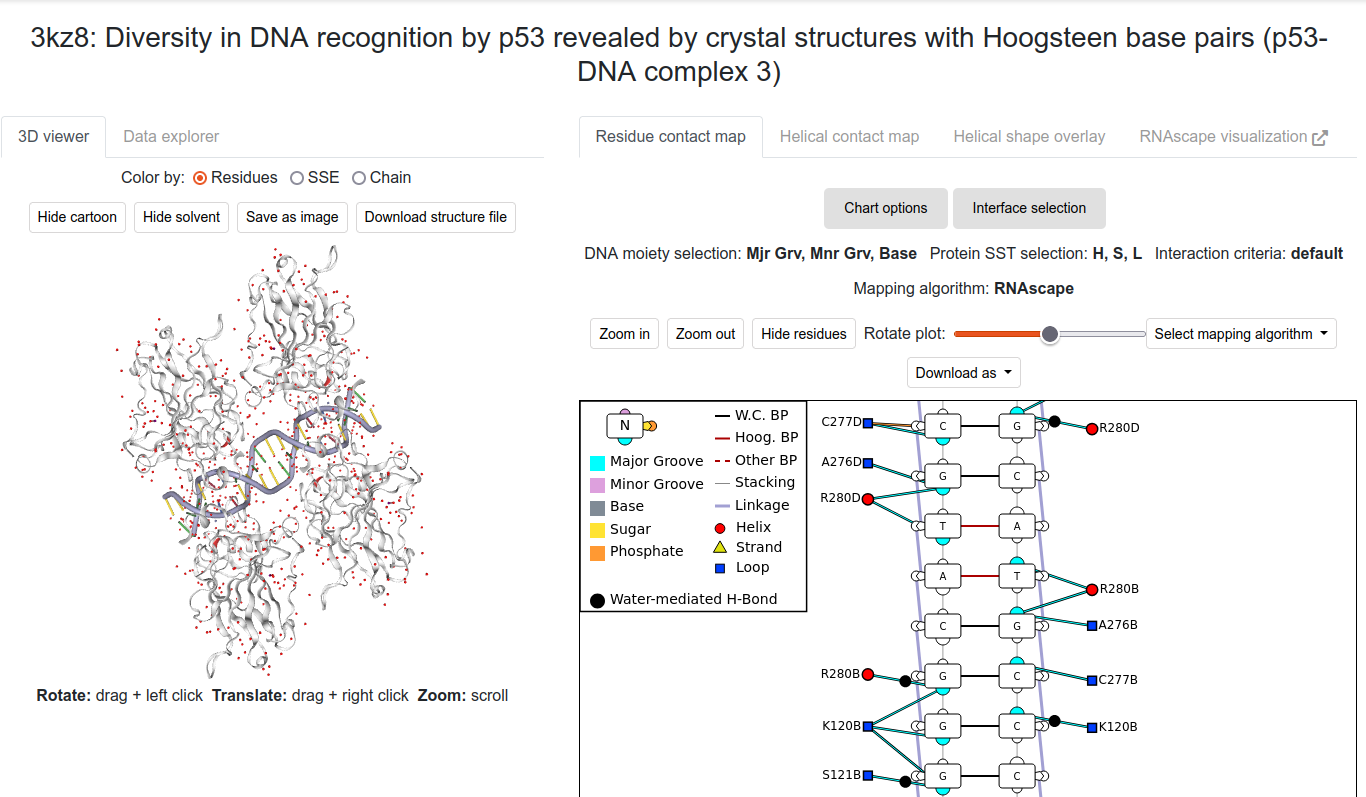 3kz8: Diversity in DNA recognition by p53 revealed by crystal structures with Hoogsteen base pairs (p53-
DNA complex 3)
3D viewer Data explorer
Color by: Residues SSE Chain
Hide cartoon Hide solvent Save as image Download structure file
Rotate: drag + left click Translate: drag + right click Zoom: scroll
Residue contact map Helical contact map Helical shape overlay RNAscape visualization
Chart options Interface selection
DNA moiety selection: Mjr Grv, Mnr Grv, Base Protein SST selection: H, S, L Interaction criteria: default
Mapping algorithm: RNAscape
Zoom in Zoom out Hide residues Rotate plot: Select mapping algorithm
Download as
N
Major Groove
Minor Groove
Base
Sugar
Phosphate
W.C. BP
Hoog. BP
Other BP
Stacking
Linkage
Helix
Strand
Loop
Water-mediated H-Bond
C277D C G R280D
A276D G C
R280D T A
A T R280B
C G A276B
R280B G C C277B
K120B G C K120B
S121B G C